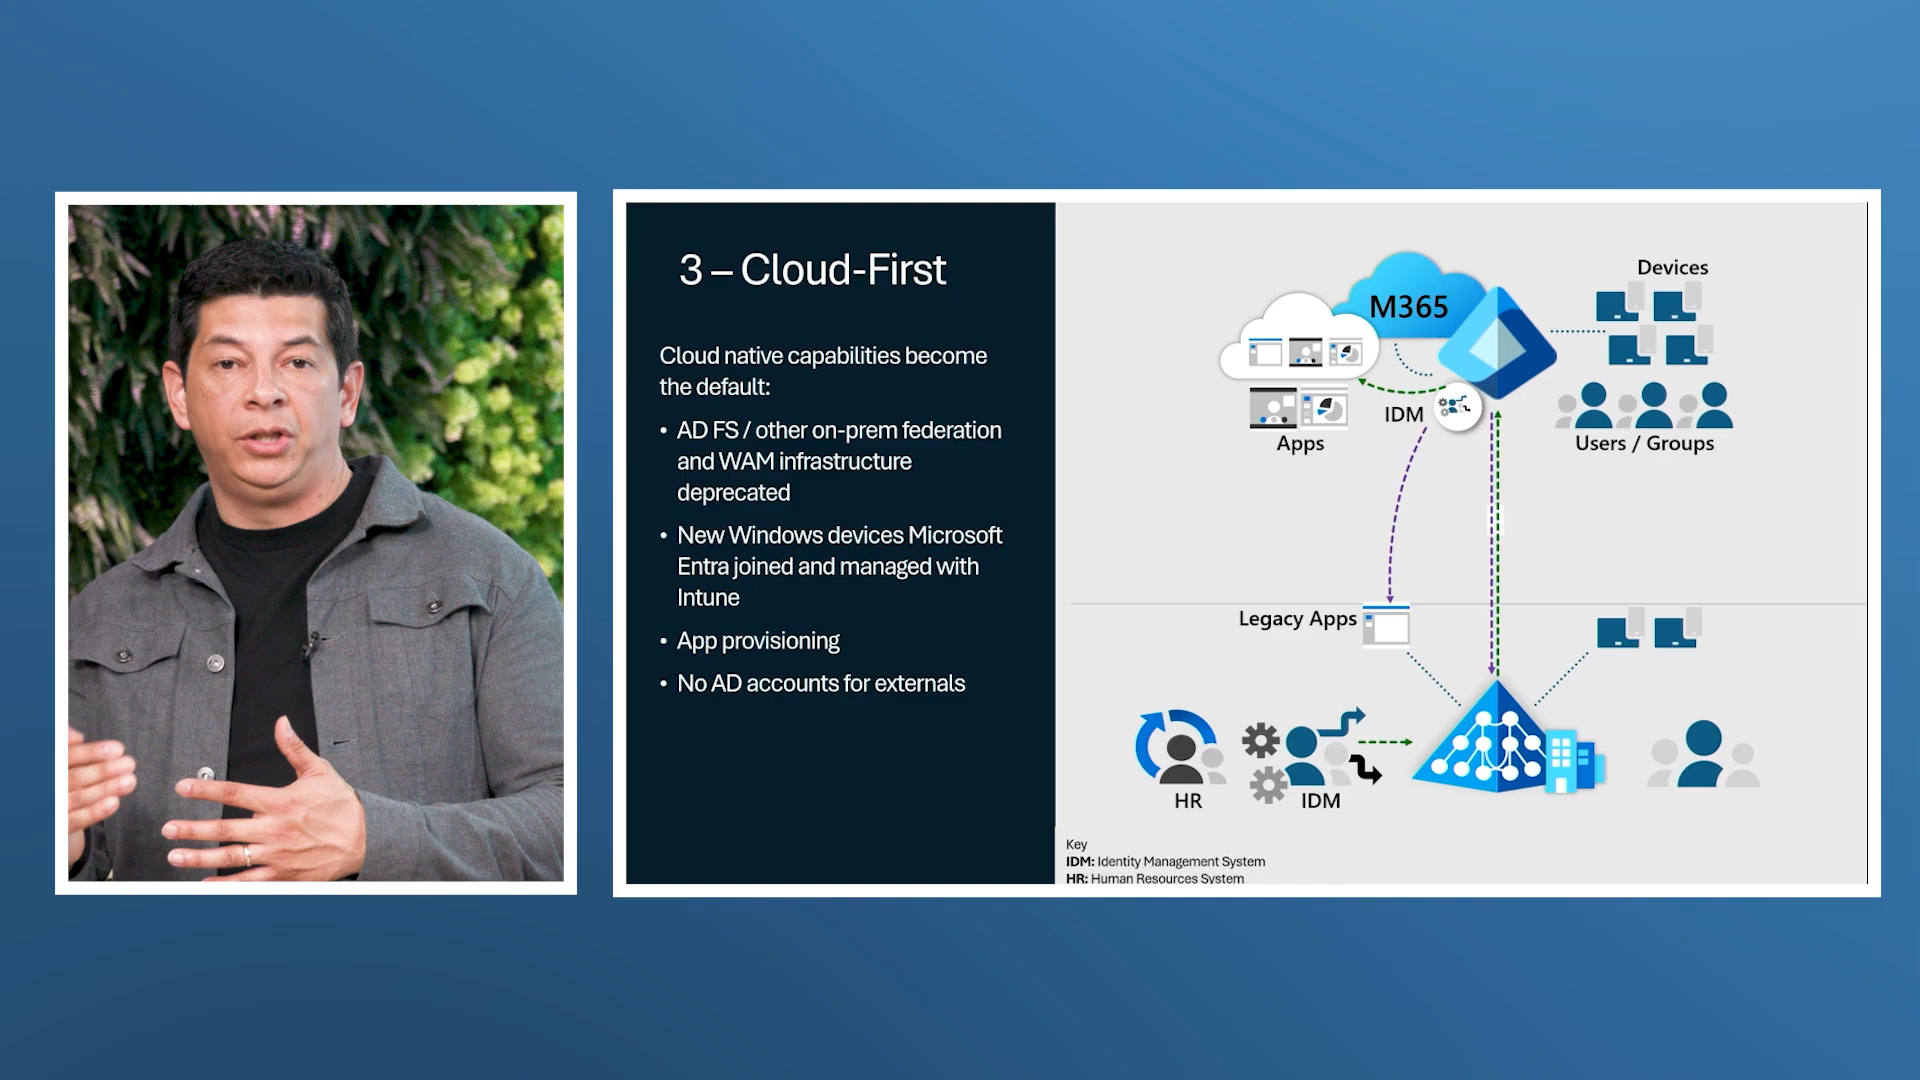 3 – Cloud-First
Cloud native capabilities become
the default:
• AD FS / other on-prem federation
and WAM infrastructure
deprecated
• New Windows devices Microsoft
Entra joined and managed with
Intune
• App provisioning
• No AD accounts for externals
M365
Devices
IDM
Apps
Users / Groups
Legacy Apps
HR
IDM
Key
IDM: Identity Management System
HR: Human Resources System